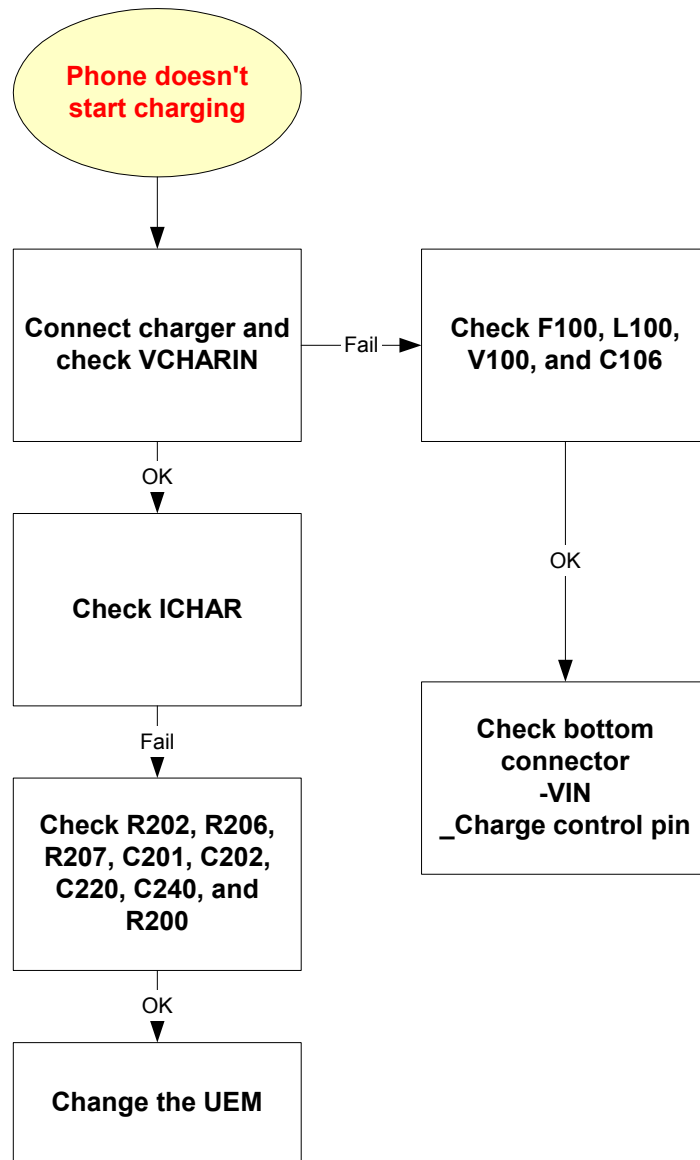 Phone doesn't
start charging
Connect charger and
check VCHARIN
Fail
Check F100, L100,
V100, and C106
OK
OK
Check ICHAR
Fail
Check bottom
connector
-VIN
_Charge control pin
Check R202, R206,
R207, C201, C202,
C220, C240, and
R200
OK
Change the UEM